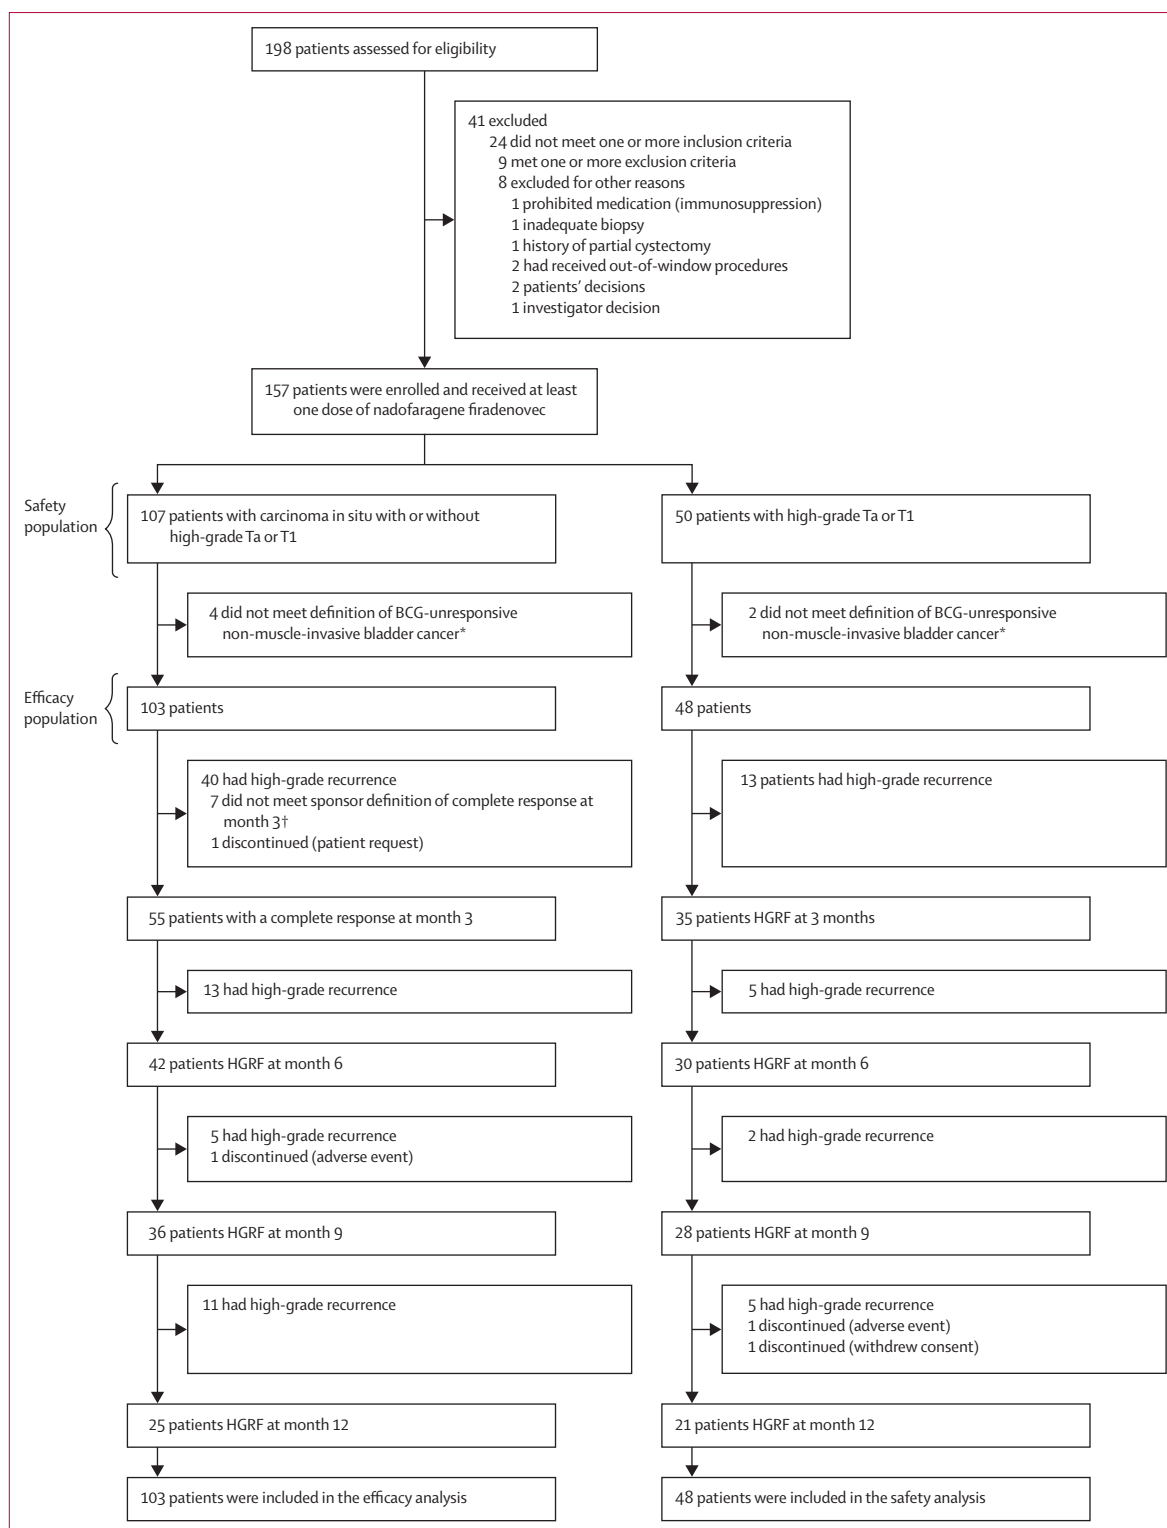 198 patients assessed for eligibility
41 excluded
24 did not meet one or more inclusion criteria
9 met one or more exclusion criteria
8 excluded for other reasons
1 prohibited medication (immunosuppression)
1 inadequate biopsy
1 history of partial cystectomy
2 had received out-of-window procedures
2 patients’ decisions
1 investigator decision
157 patients were enrolled and received at least
one dose of nadofaragene firadenovec
Safety
population
107 patients with carcinoma in situ with or without
high-grade Ta or T1
50 patients with high-grade Ta or T1
4 did not meet definition of BCG-unresponsive
non-muscle-invasive bladder cancer*
2 did not meet definition of BCG-unresponsive
non-muscle-invasive bladder cancer*
Efficacy
population
103 patients
48 patients
40 had high-grade recurrence
7 did not meet sponsor definition of complete response at
month 3†
1 discontinued (patient request)
13 patients had high-grade recurrence
55 patients with a complete response at month 3
35 patients HGRF at 3 months
13 had high-grade recurrence
5 had high-grade recurrence
42 patients HGRF at month 6
30 patients HGRF at month 6
5 had high-grade recurrence
1 discontinued (adverse event)
2 had high-grade recurrence
36 patients HGRF at month 9
28 patients HGRF at month 9
11 had high-grade recurrence
5 had high-grade recurrence
1 discontinued (adverse event)
1 discontinued (withdrew consent)
25 patients HGRF at month 12
21 patients HGRF at month 12
103 patients were included in the efficacy analysis
48 patients were included in the safety analysis